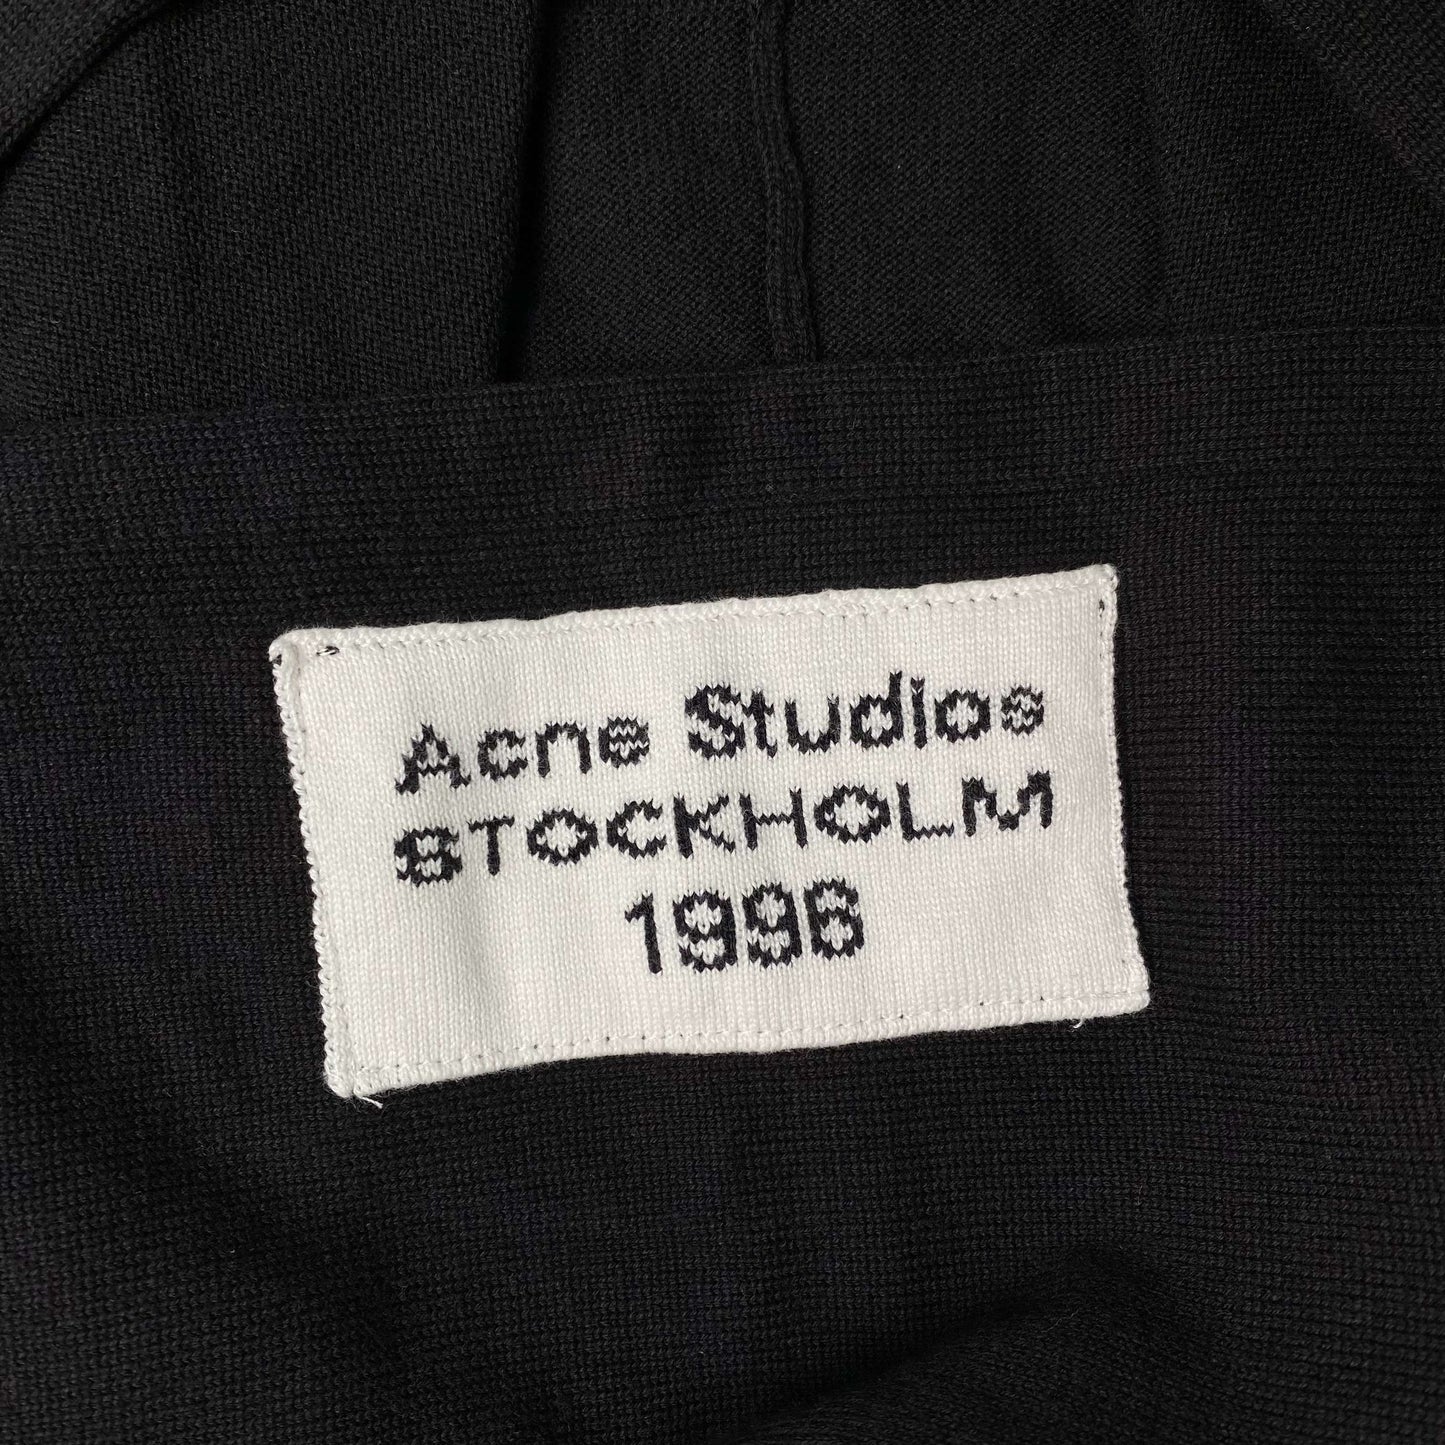 Acne Studios
STOCKHOLM
1996